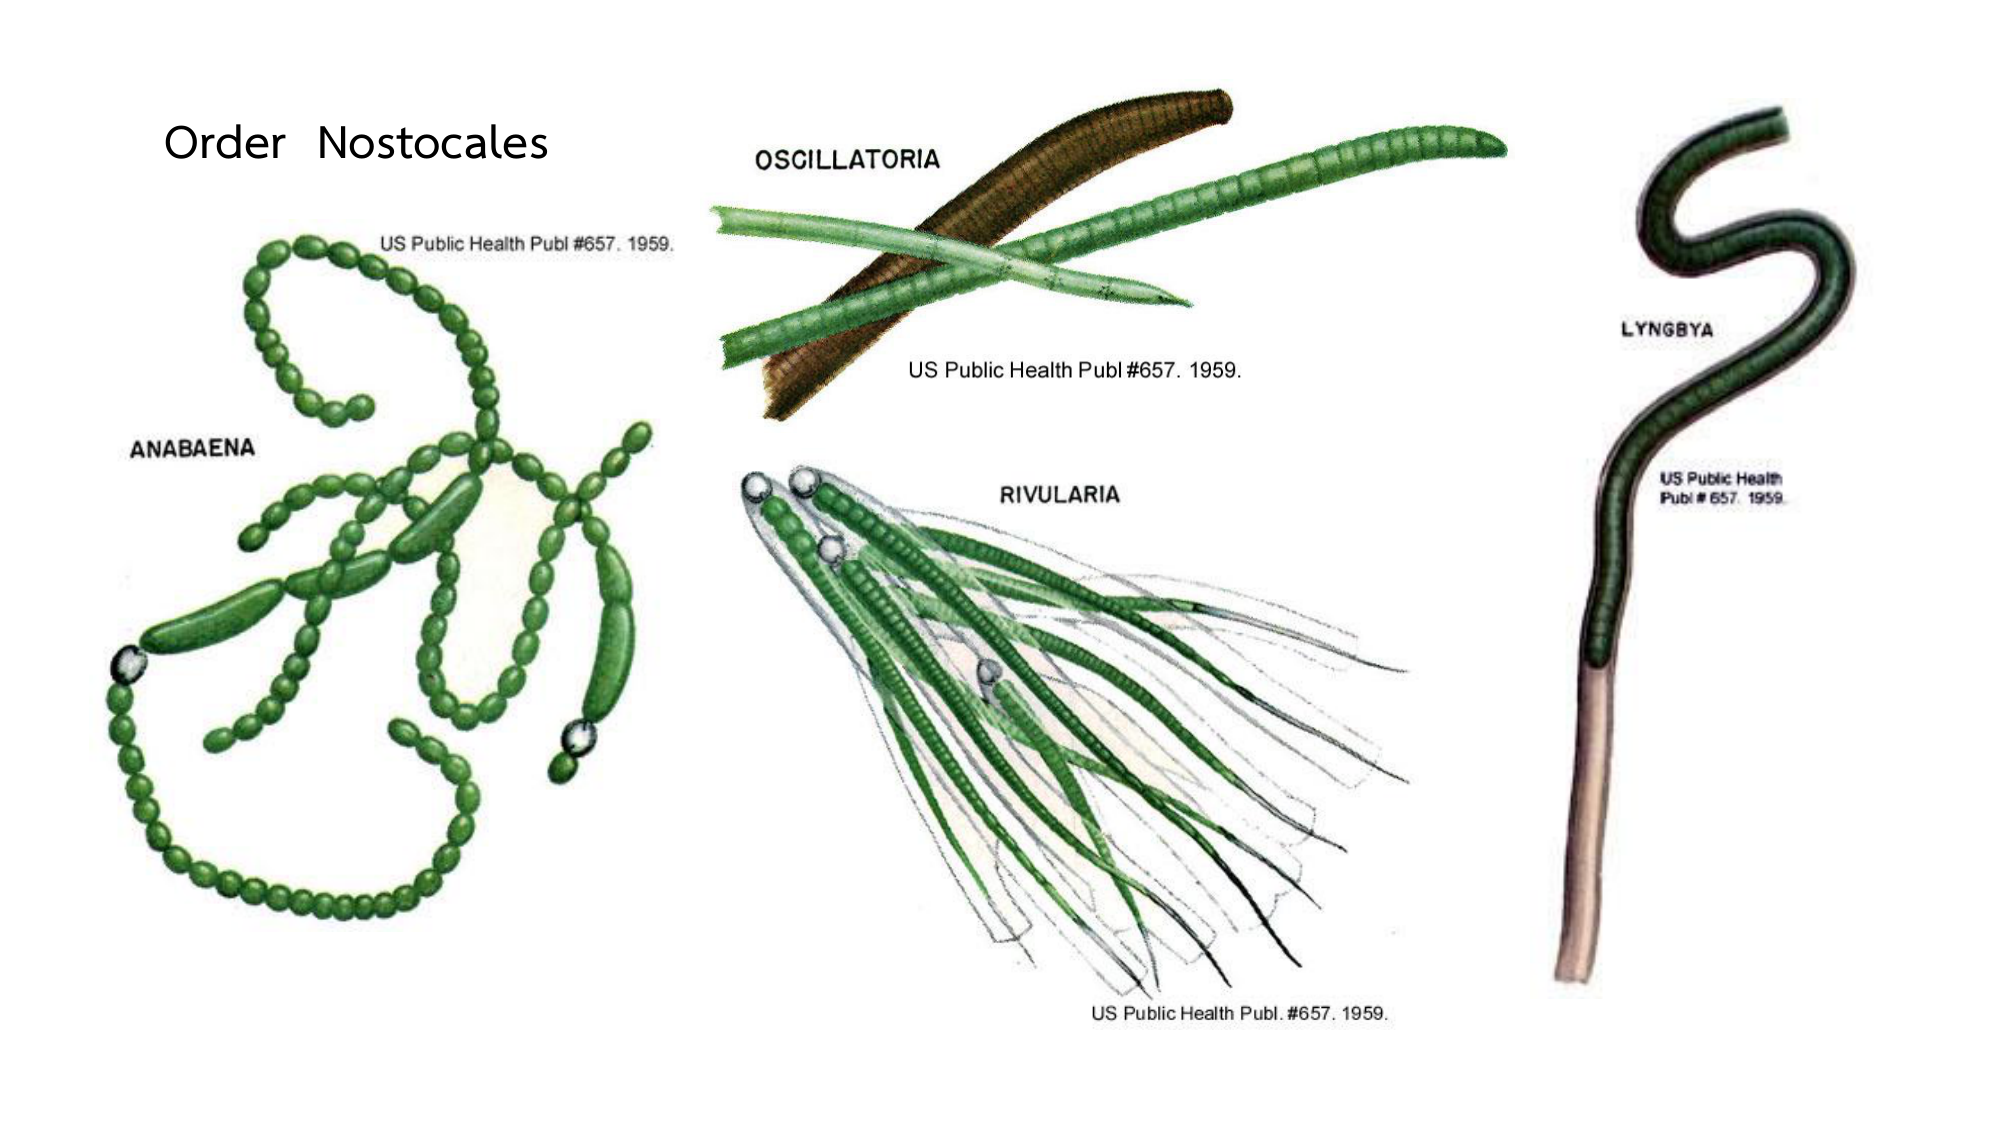 Order Nostocales
US Public Health Publ #657. 1959.
ANABAENA
OSCILLATORIA
US Public Health Publ #657. 1959.
RIVULARIA
US Public Health Publ. #657. 1959.
LYNGBYA
US Public Health
Publ # 657. 1959.